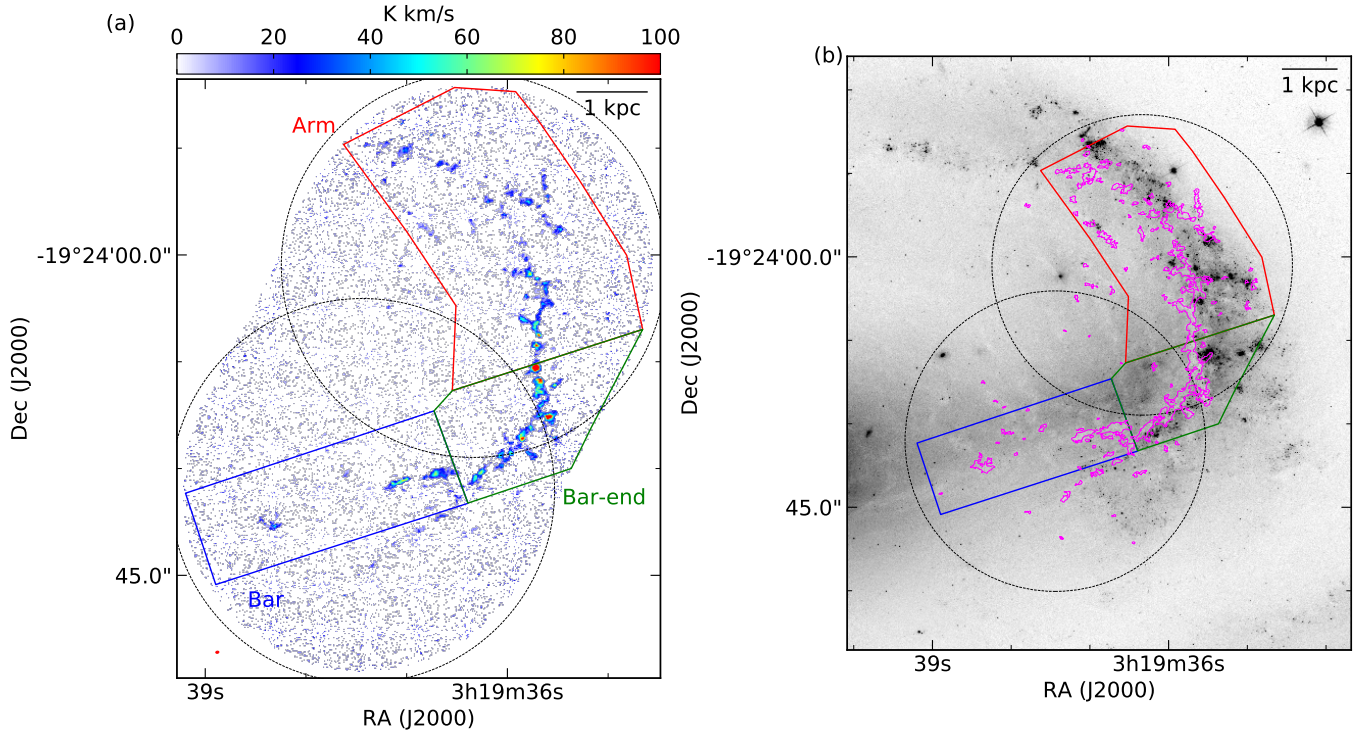 (a)
K km/s
0 20 40 60 80 100
1 kpc
Arm
-19°24'00.0"
45.0"
Bar-end
Bar
39s 3h19m36s
RA (J2000)
Dec (J2000)
(b)
1 kpc
-19°24'00.0"
45.0"
39s 3h19m36s
RA (J2000)
Dec (J2000)